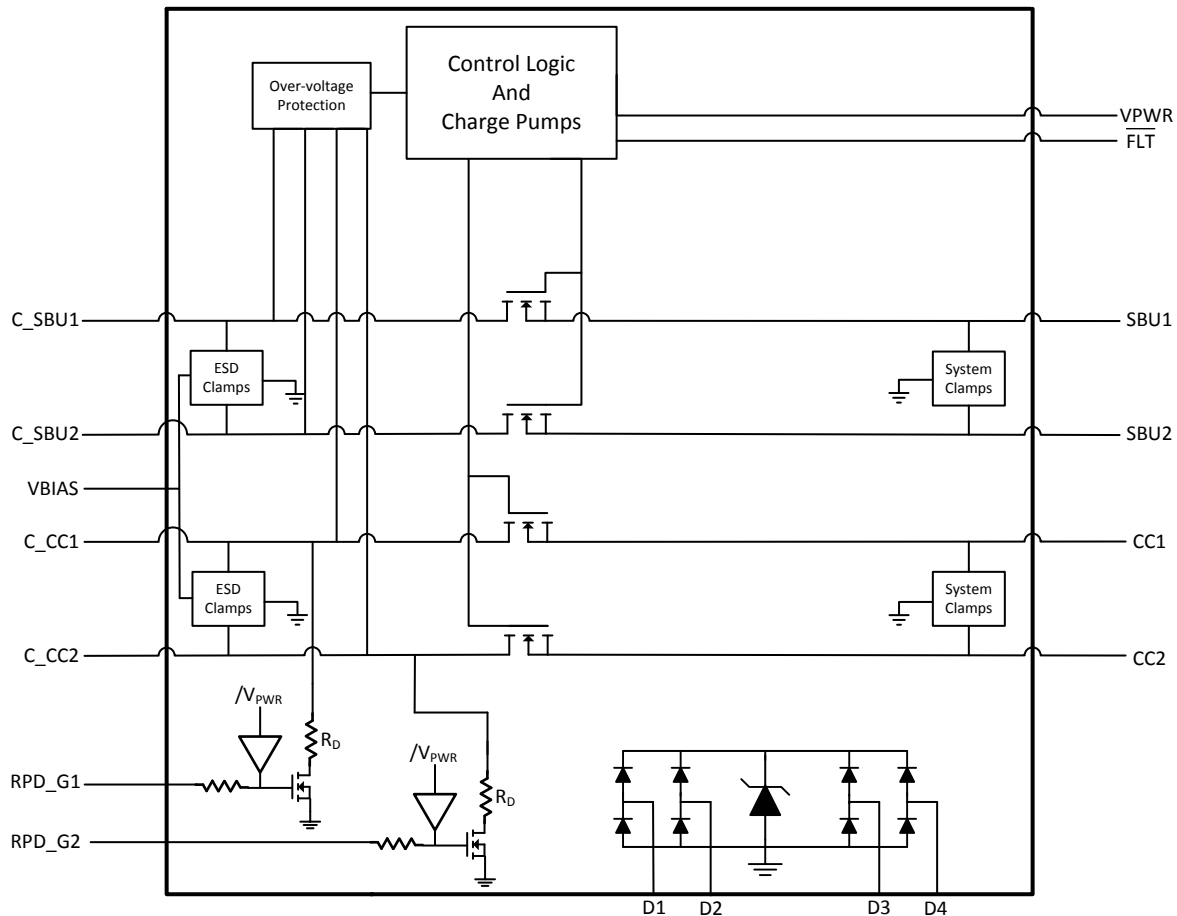 Control Logic
And
Charge Pumps
Over-voltage
Protection
VPWR
FLT
C_SBU1
SBU1
ESD
Clamps
System
Clamps
C_SBU2
SBU2
VBIAS
C_CC1
CC1
ESD
Clamps
System
Clamps
C_CC2
CC2
/VPWR
RD
/VPWR
RPD_G1
RD
RPD_G2
D1
D2
D3
D4